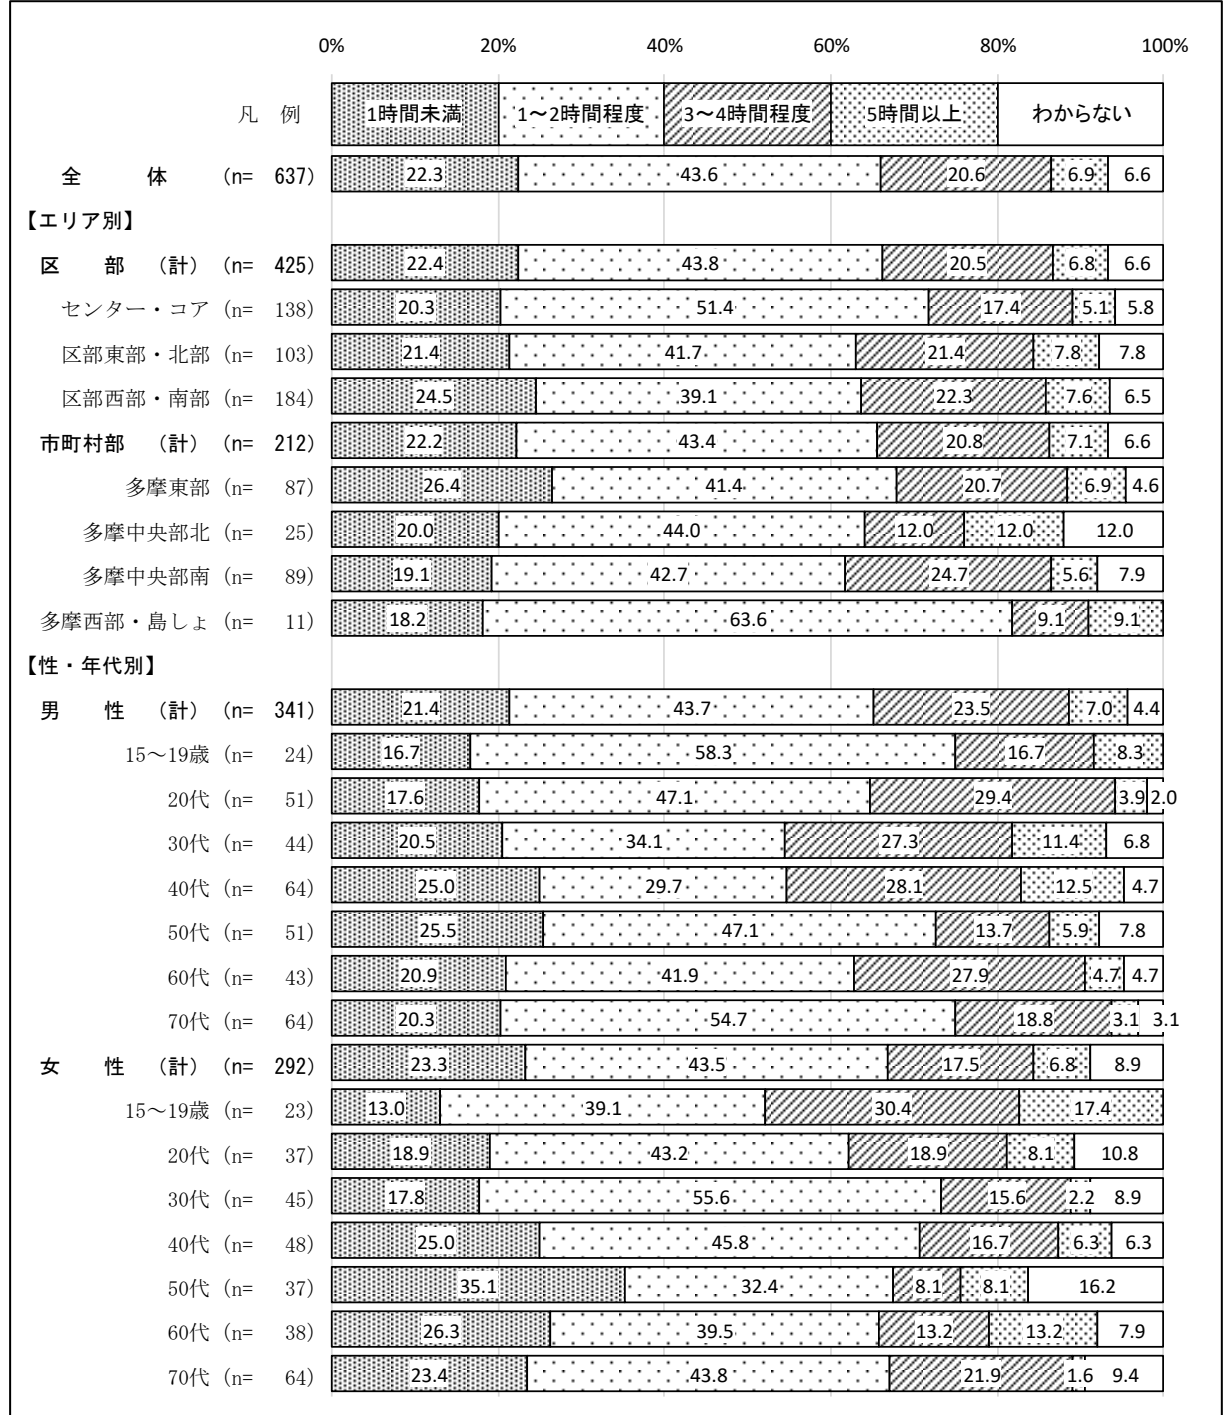 0% 20% 40% 60% 80% 100%
凡 例 1時間未満 1～2時間程度 3～4時間程度 5時間以上 わからない
全 体 (n= 637) 22.3 43.6 20.6 6.9 6.6
【エリア別】
区 部 (計) (n= 425) 22.4 43.8 20.5 6.8 6.6
センター・コア (n= 138) 20.3 51.4 17.4 5.1 5.8
区部東部・北部 (n= 103) 21.4 41.7 21.4 7.8 7.8
区部西部・南部 (n= 184) 24.5 39.1 22.3 7.6 6.5
市町村部 (計) (n= 212) 22.2 43.4 20.8 7.1 6.6
多摩東部 (n= 87) 26.4 41.4 20.7 6.9 4.6
多摩中央部北 (n= 25) 20.0 44.0 12.0 12.0 12.0
多摩中央部南 (n= 89) 19.1 42.7 24.7 5.6 7.9
多摩西部・島しょ (n= 11) 18.2 63.6 9.1 9.1
【性・年代別】
男 性 (計) (n= 341) 21.4 43.7 23.5 7.0 4.4
15～19歳 (n= 24) 16.7 58.3 16.7 8.3
20代 (n= 51) 17.6 47.1 29.4 3.9 2.0
30代 (n= 44) 20.5 34.1 27.3 11.4 6.8
40代 (n= 64) 25.0 29.7 28.1 12.5 4.7
50代 (n= 51) 25.5 47.1 13.7 5.9 7.8
60代 (n= 43) 20.9 41.9 27.9 4.7 4.7
70代 (n= 64) 20.3 54.7 18.8 3.1 3.1
女 性 (計) (n= 292) 23.3 43.5 17.5 6.8 8.9
15～19歳 (n= 23) 13.0 39.1 30.4 17.4
20代 (n= 37) 18.9 43.2 18.9 8.1 10.8
30代 (n= 45) 17.8 55.6 15.6 2.2 8.9
40代 (n= 48) 25.0 45.8 16.7 6.3 6.3
50代 (n= 37) 35.1 32.4 8.1 8.1 16.2
60代 (n= 38) 26.3 39.5 13.2 13.2 7.9
70代 (n= 64) 23.4 43.8 21.9 1.6 9.4